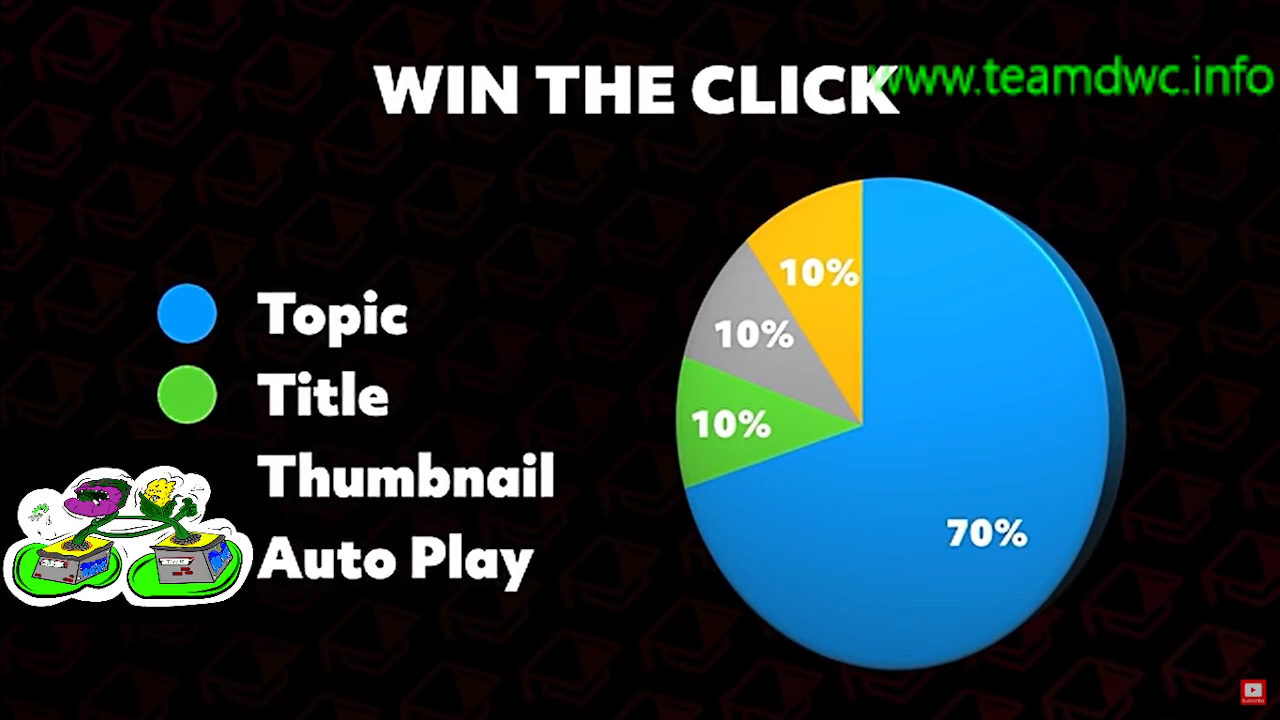 WIN THE CLICK
www.teamdwc.info
Topic
Title
Thumbnail
Auto Play
10%
10%
10%
70%